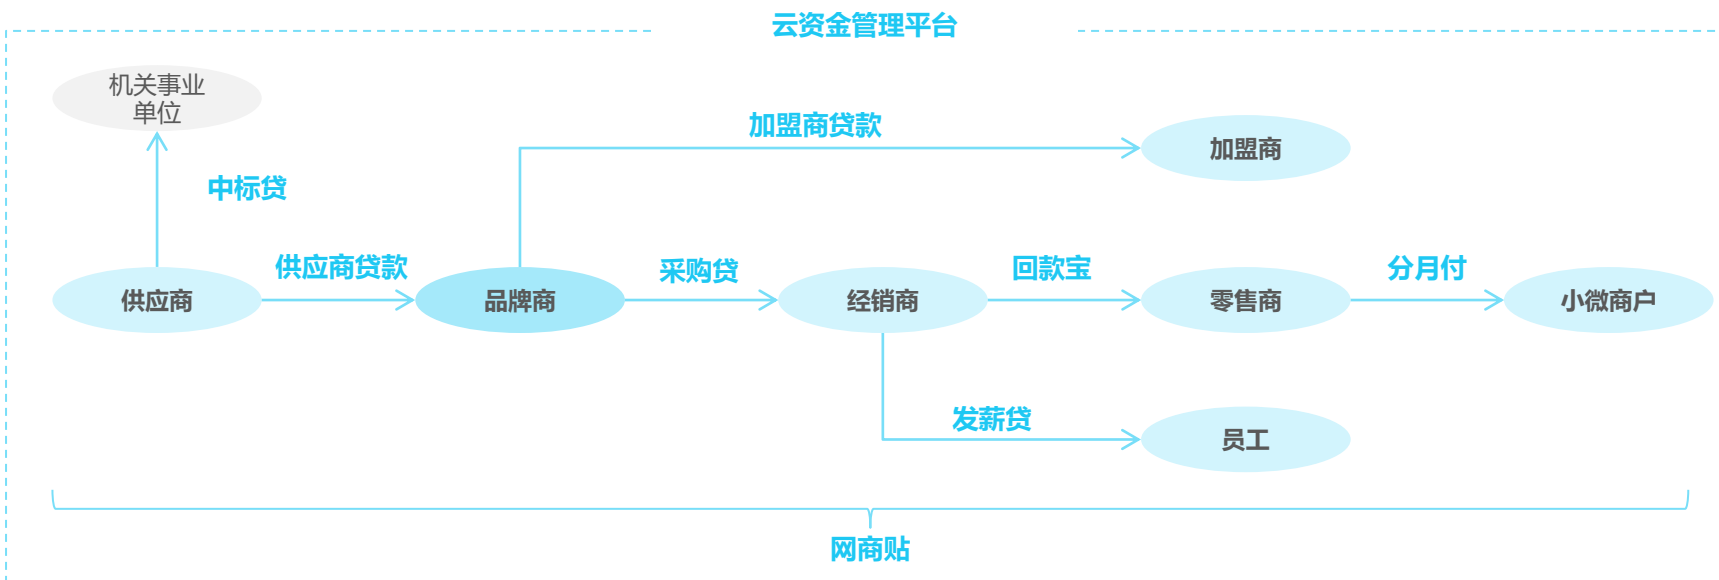 云资金管理平台
机关事业
单位
加盟商贷款
加盟商
中标贷
供应商贷款
采购贷
回款宝
分月付
供应商
品牌商
经销商
零售商
小微商户
发薪贷
员工
网商贴